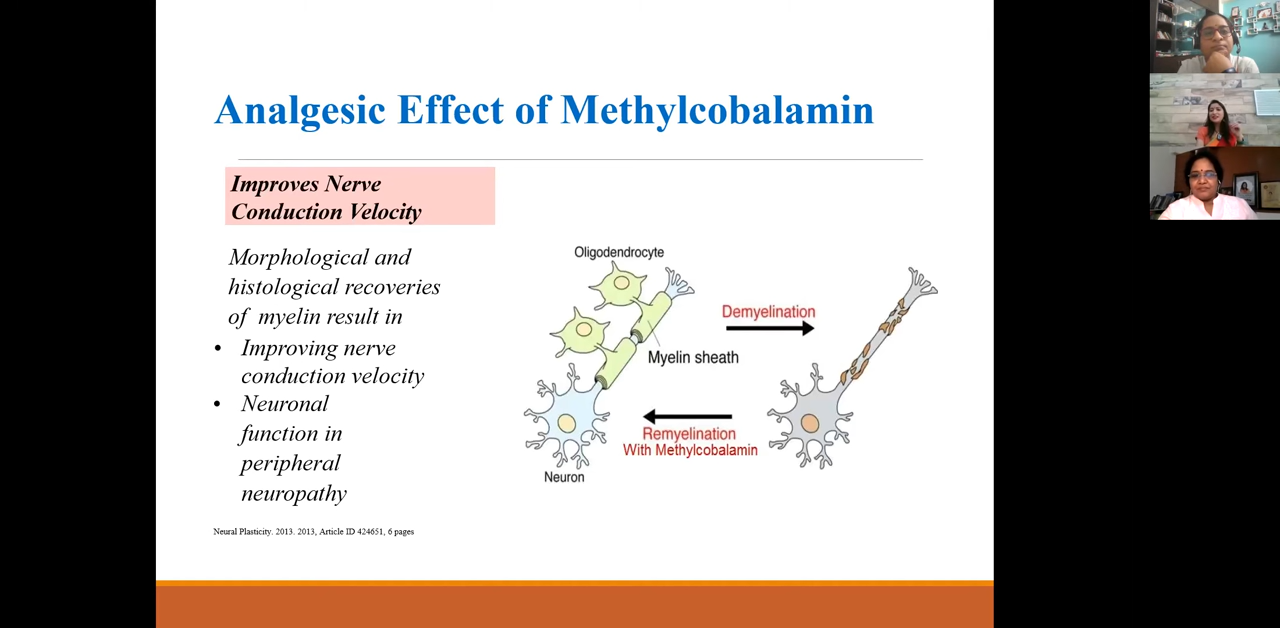 Analgesic Effect of Methylcobalamin
Improves Nerve
Conduction Velocity
Morphological and
histological recoveries
of myelin result in
• Improving nerve
conduction velocity
• Neuronal
function in
peripheral
neuropathy
Oligodendrocyte
Demyelination
Myelin sheath
Remyelination
With Methylcobalamin
Neuron
Neural Plasticity. 2013. 2013, Article ID 424651, 6 pages